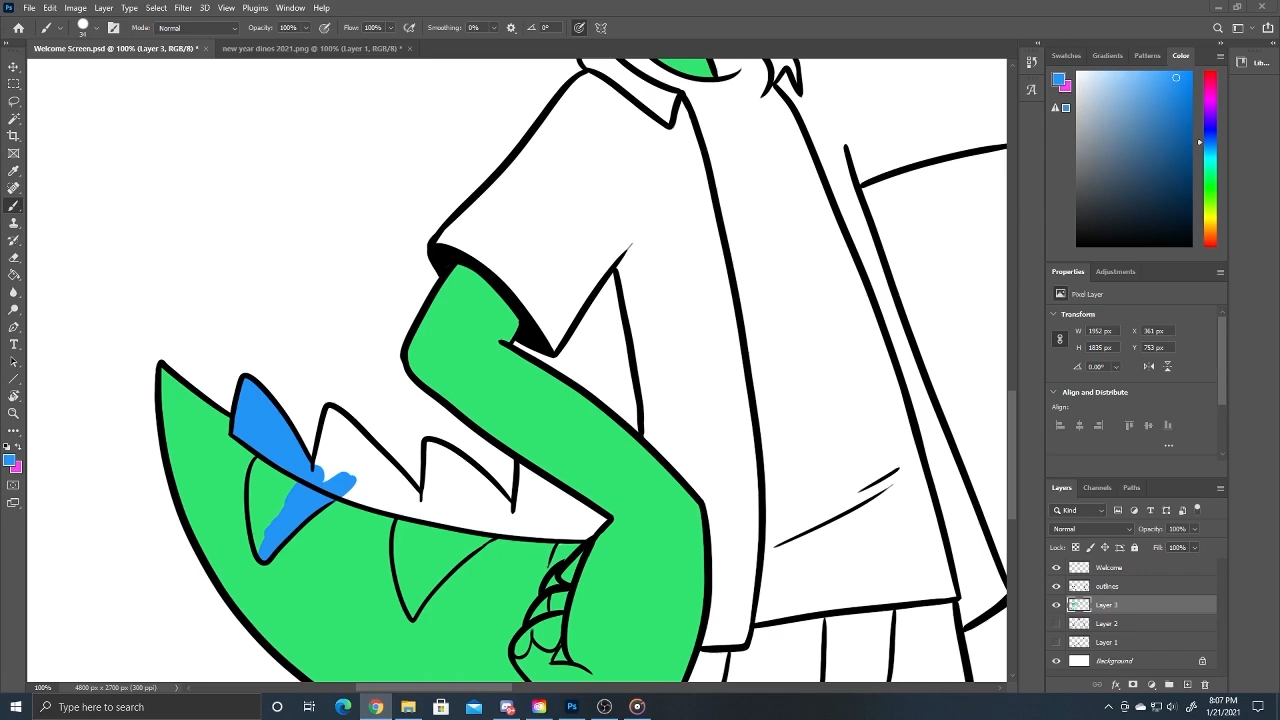 File Edit Image Layer Type Select Filter 3D View Plugins Window Help
34 Mode: Normal Opacity: 100% Flow: 100% Smoothing: 0% 0°
Welcome Screen.psd @ 100% (Layer 3, RGB/8) * × new year dinos 2021.png @ 100% (Layer 1, RGB/8) * ×
Swatches Gradients Patterns Color
Lib...
Properties Adjustments
Pixel Layer
Transform
W 1952 px X 361 px
H 1835 px Y 753 px
0.00°
Align and Distribute
Align:
Layers Channels Paths
Kind
Normal Opacity: 100%
Lock: Fill: 100%
Welcome
outlines
Layer 3
Layer 2
Layer 1
Background
100% 4800 px x 2700 px (300 ppi)
Type here to search
8:07 PM
1/21/2021